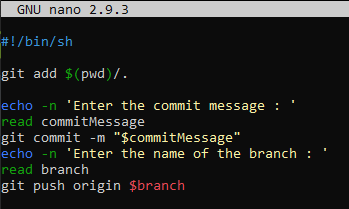 GNU nano 2.9.3
#!/bin/sh
git add $(pwd)/.
echo -n 'Enter the commit message : '
read commitMessage
git commit -m "$commitMessage"
echo -n 'Enter the name of the branch : '
read branch
git push origin $branch